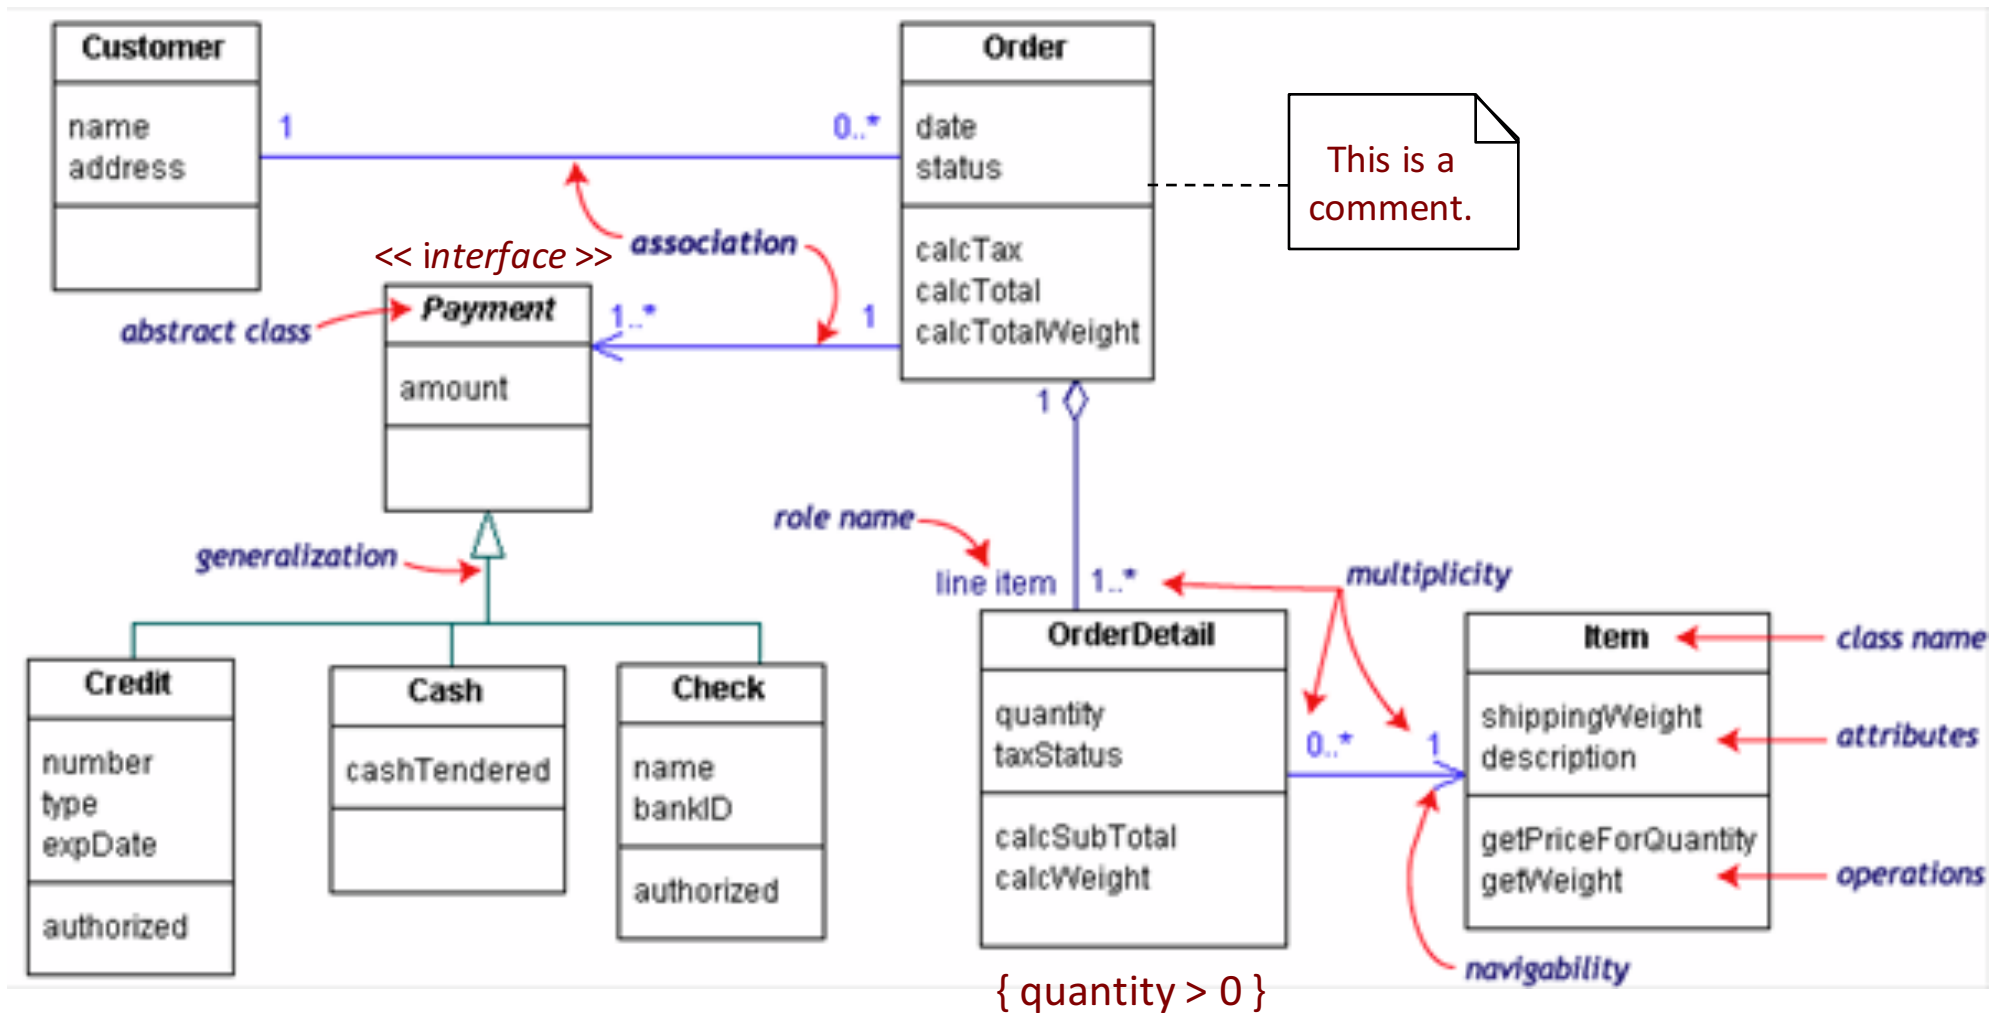 Customer
name
address
1
0..*
Order
date
status
calcTax
calcTotal
calcTotalWeight
This is a
comment.
association
<< interface >>
abstract class
Payment
amount
1..*
1
generalization
1
role name
line item
1..*
multiplicity
Credit
number
type
expDate
authorized
Cash
cashTendered
Check
name
bankID
authorized
OrderDetail
quantity
taxStatus
calcSubTotal
calcWeight
0..*
1
Item
shippingWeight
description
getPriceForQuantity
getWeight
class name
attributes
operations
navigability
{ quantity > 0 }